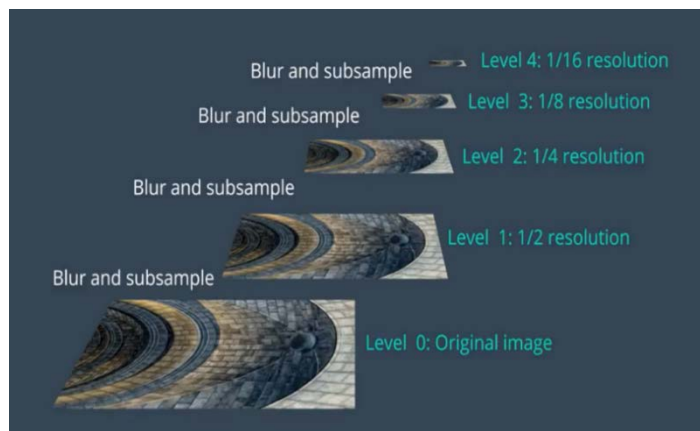 Level 4: 1/16 resolution
Blur and subsample
Level 3: 1/8 resolution
Blur and subsample
Level 2: 1/4 resolution
Blur and subsample
Level 1: 1/2 resolution
Blur and subsample
Level 0: Original image